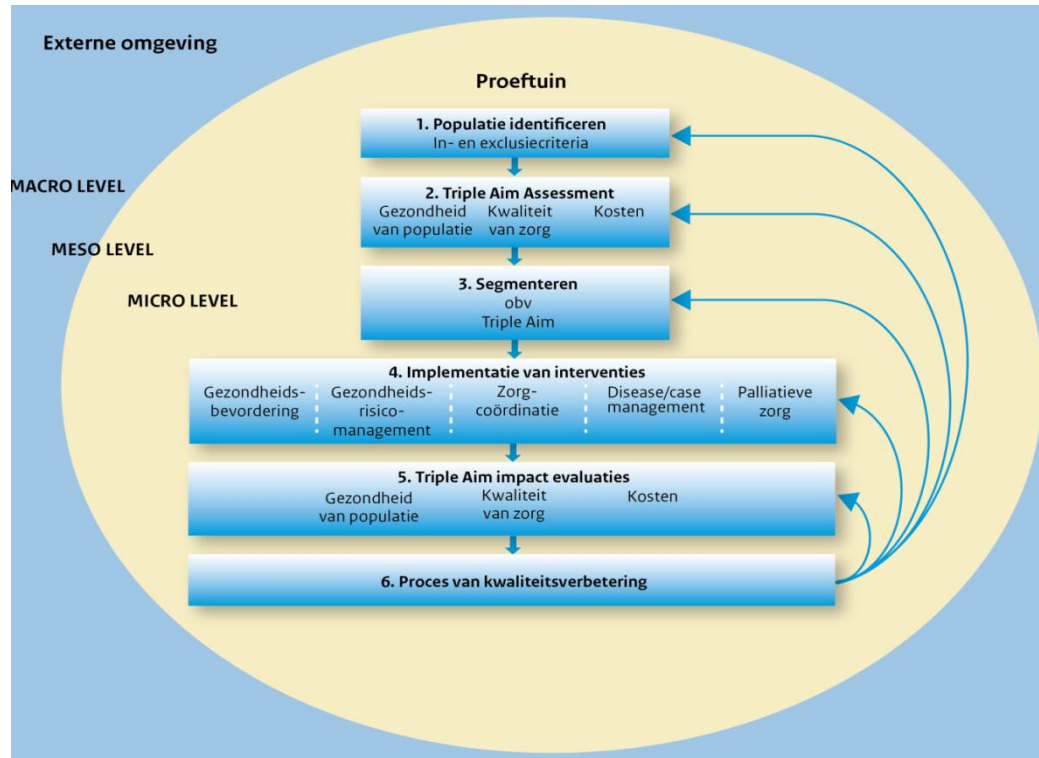 Externe omgeving
Proeftuin
1. Populatie identificeren
In- en exclusiecriteria
MACRO LEVEL
2. Triple Aim Assessment
Gezondheid Kwaliteit Kosten
van populatie van zorg
MESO LEVEL
3. Segmenteren
obv
Triple Aim
MICRO LEVEL
4. Implementatie van interventies
Gezondheids-
bevordering
Gezondheids-
risico-
management
Zorg-
coördinatie
Disease/case
management
Palliatieve
zorg
5. Triple Aim impact evaluaties
Gezondheid
van populatie
Kwaliteit
van zorg
Kosten
6. Proces van kwaliteitsverbetering